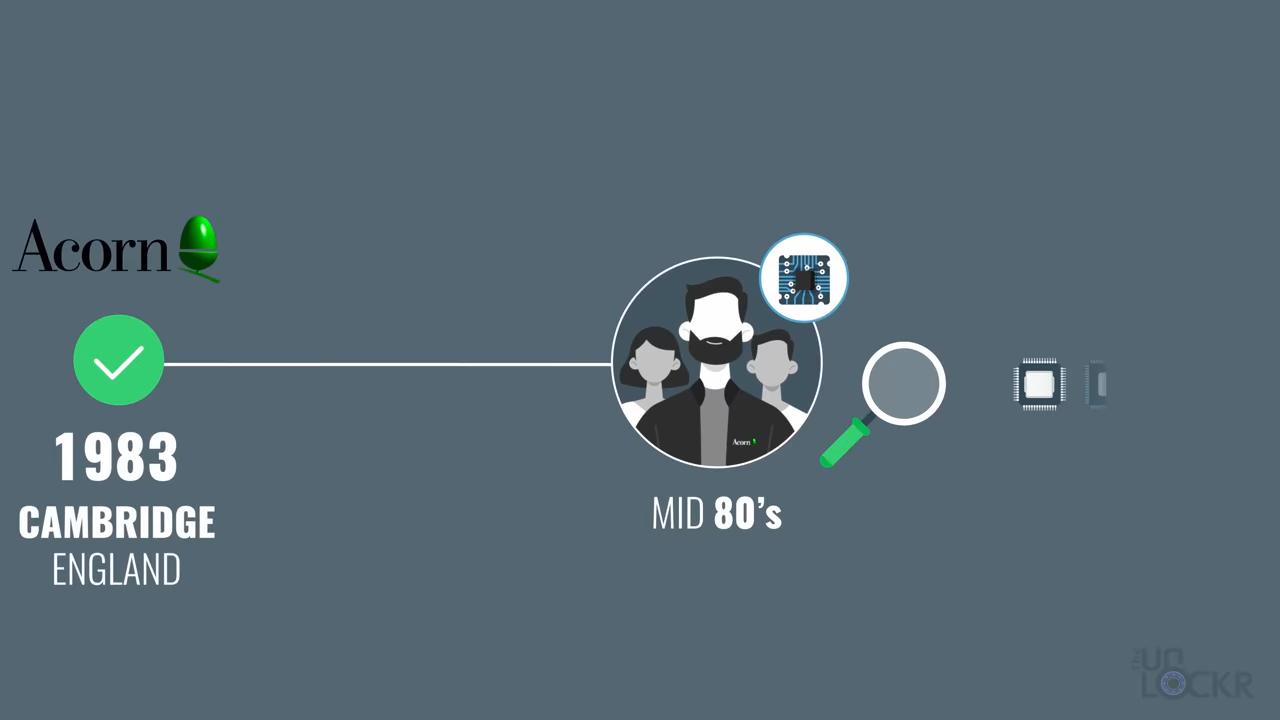 Acorn
1983
CAMBRIDGE
ENGLAND
Acorn
MID 80's
the
UN
LOCKR